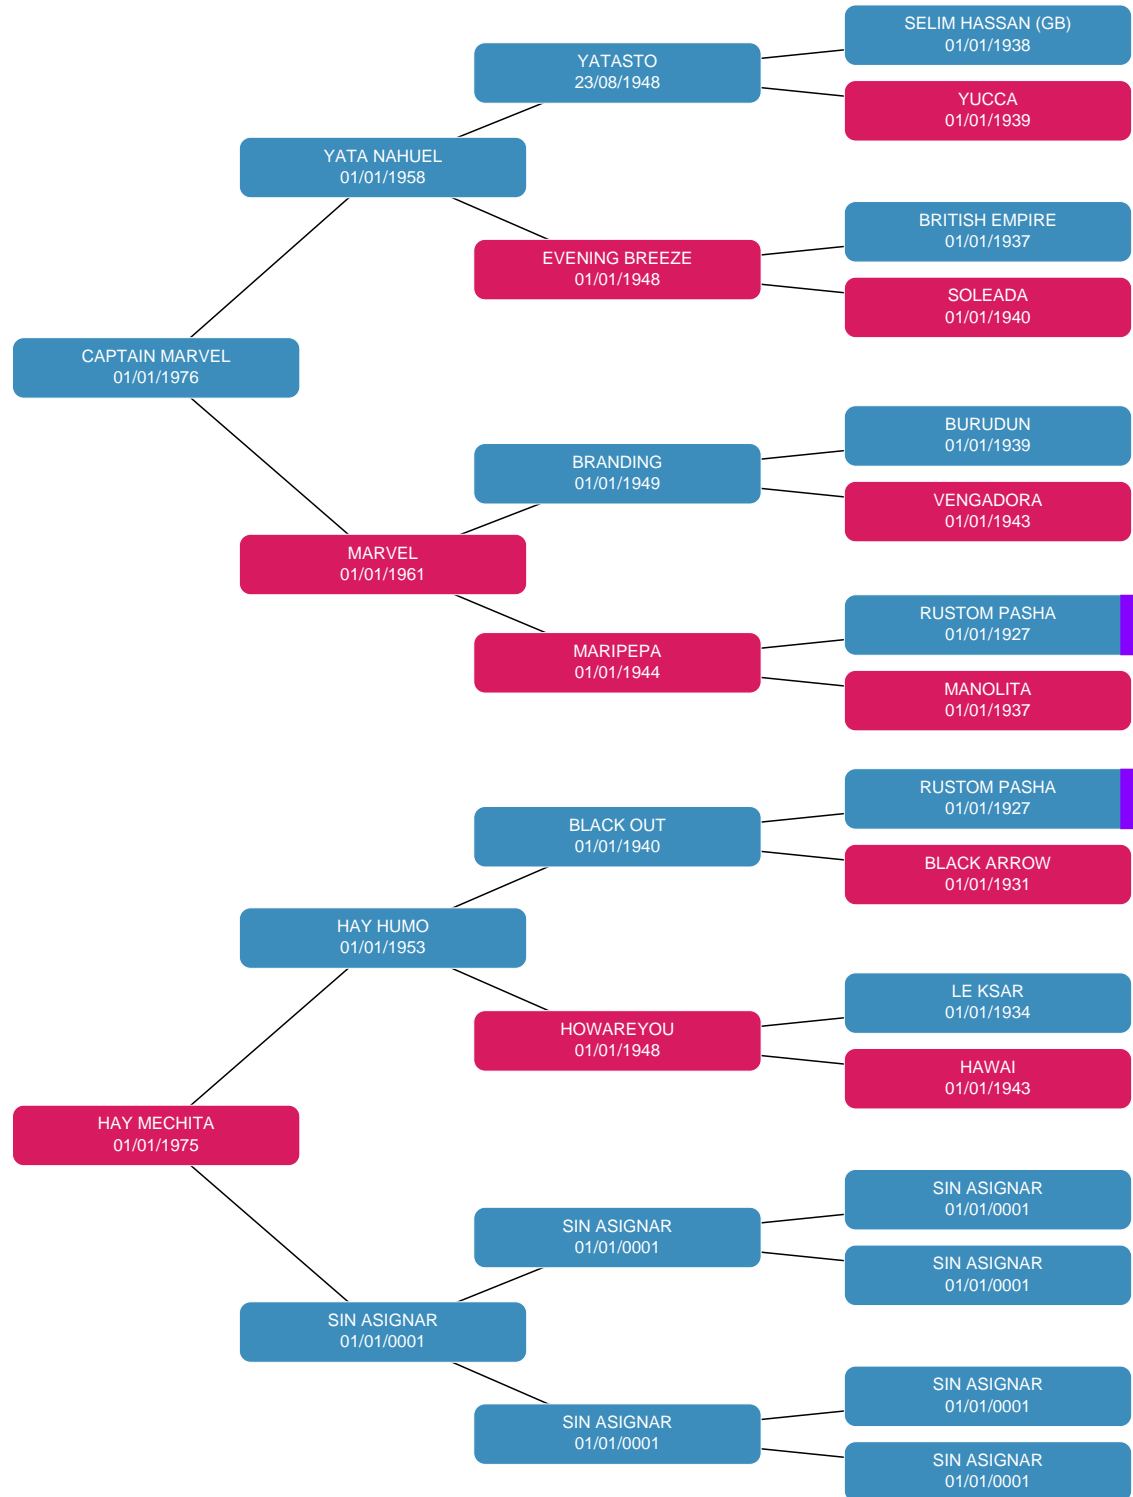 SELIM HASSAN (GB)
01/01/1938
YATASTO
23/08/1948
YUCCA
01/01/1939
YATA NAHUEL
01/01/1958
BRITISH EMPIRE
01/01/1937
EVENING BREEZE
01/01/1948
SOLEADA
01/01/1940
CAPTAIN MARVEL
01/01/1976
BURUDUN
01/01/1939
BRANDING
01/01/1949
VENGADORA
01/01/1943
MARVEL
01/01/1961
RUSTOM PASHA
01/01/1927
MARIPEPA
01/01/1944
MANOLITA
01/01/1937
RUSTOM PASHA
01/01/1927
BLACK OUT
01/01/1940
BLACK ARROW
01/01/1931
HAY HUMO
01/01/1953
LE KSAR
01/01/1934
HOWAREYOU
01/01/1948
HAWAI
01/01/1943
HAY MECHITA
01/01/1975
SIN ASIGNAR
01/01/0001
SIN ASIGNAR
01/01/0001
SIN ASIGNAR
01/01/0001
SIN ASIGNAR
01/01/0001
SIN ASIGNAR
01/01/0001
SIN ASIGNAR
01/01/0001
SIN ASIGNAR
01/01/0001